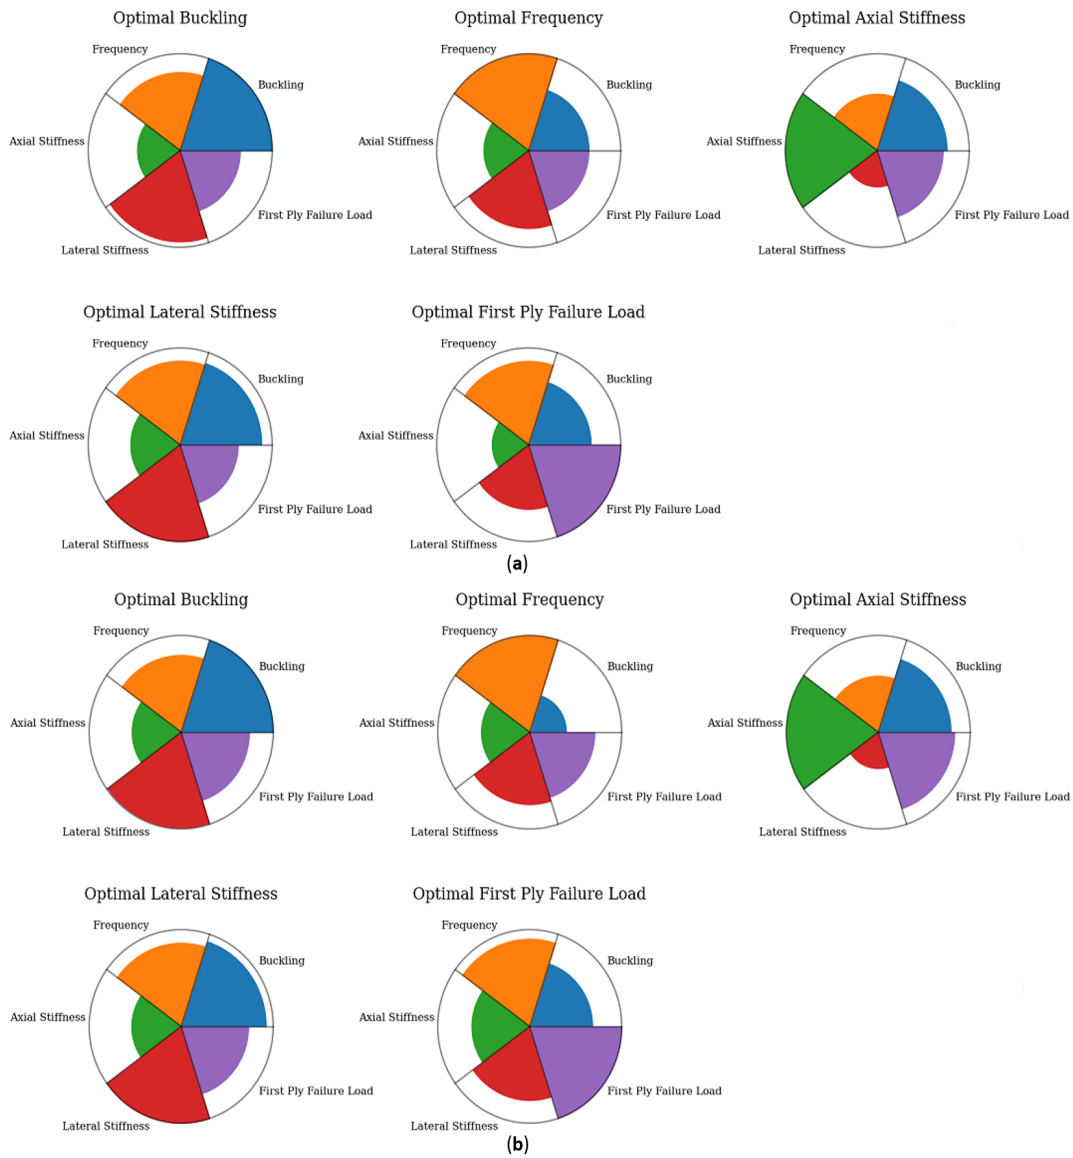 Optimal Buckling
Frequency
Buckling
Axial Stiffness
First Ply Failure Load
Lateral Stiffness
Optimal Frequency
Frequency
Buckling
Axial Stiffness
First Ply Failure Load
Lateral Stiffness
Optimal Axial Stiffness
Frequency
Buckling
Axial Stiffness
First Ply Failure Load
Lateral Stiffness
Optimal Lateral Stiffness
Frequency
Buckling
Axial Stiffness
First Ply Failure Load
Lateral Stiffness
Optimal First Ply Failure Load
Frequency
Buckling
Axial Stiffness
First Ply Failure Load
Lateral Stiffness
(a)
Optimal Buckling
Frequency
Buckling
Axial Stiffness
First Ply Failure Load
Lateral Stiffness
Optimal Frequency
Frequency
Buckling
Axial Stiffness
First Ply Failure Load
Lateral Stiffness
Optimal Axial Stiffness
Frequency
Buckling
Axial Stiffness
First Ply Failure Load
Lateral Stiffness
Optimal Lateral Stiffness
Frequency
Buckling
Axial Stiffness
First Ply Failure Load
Lateral Stiffness
Optimal First Ply Failure Load
Frequency
Buckling
Axial Stiffness
First Ply Failure Load
Lateral Stiffness
(b)